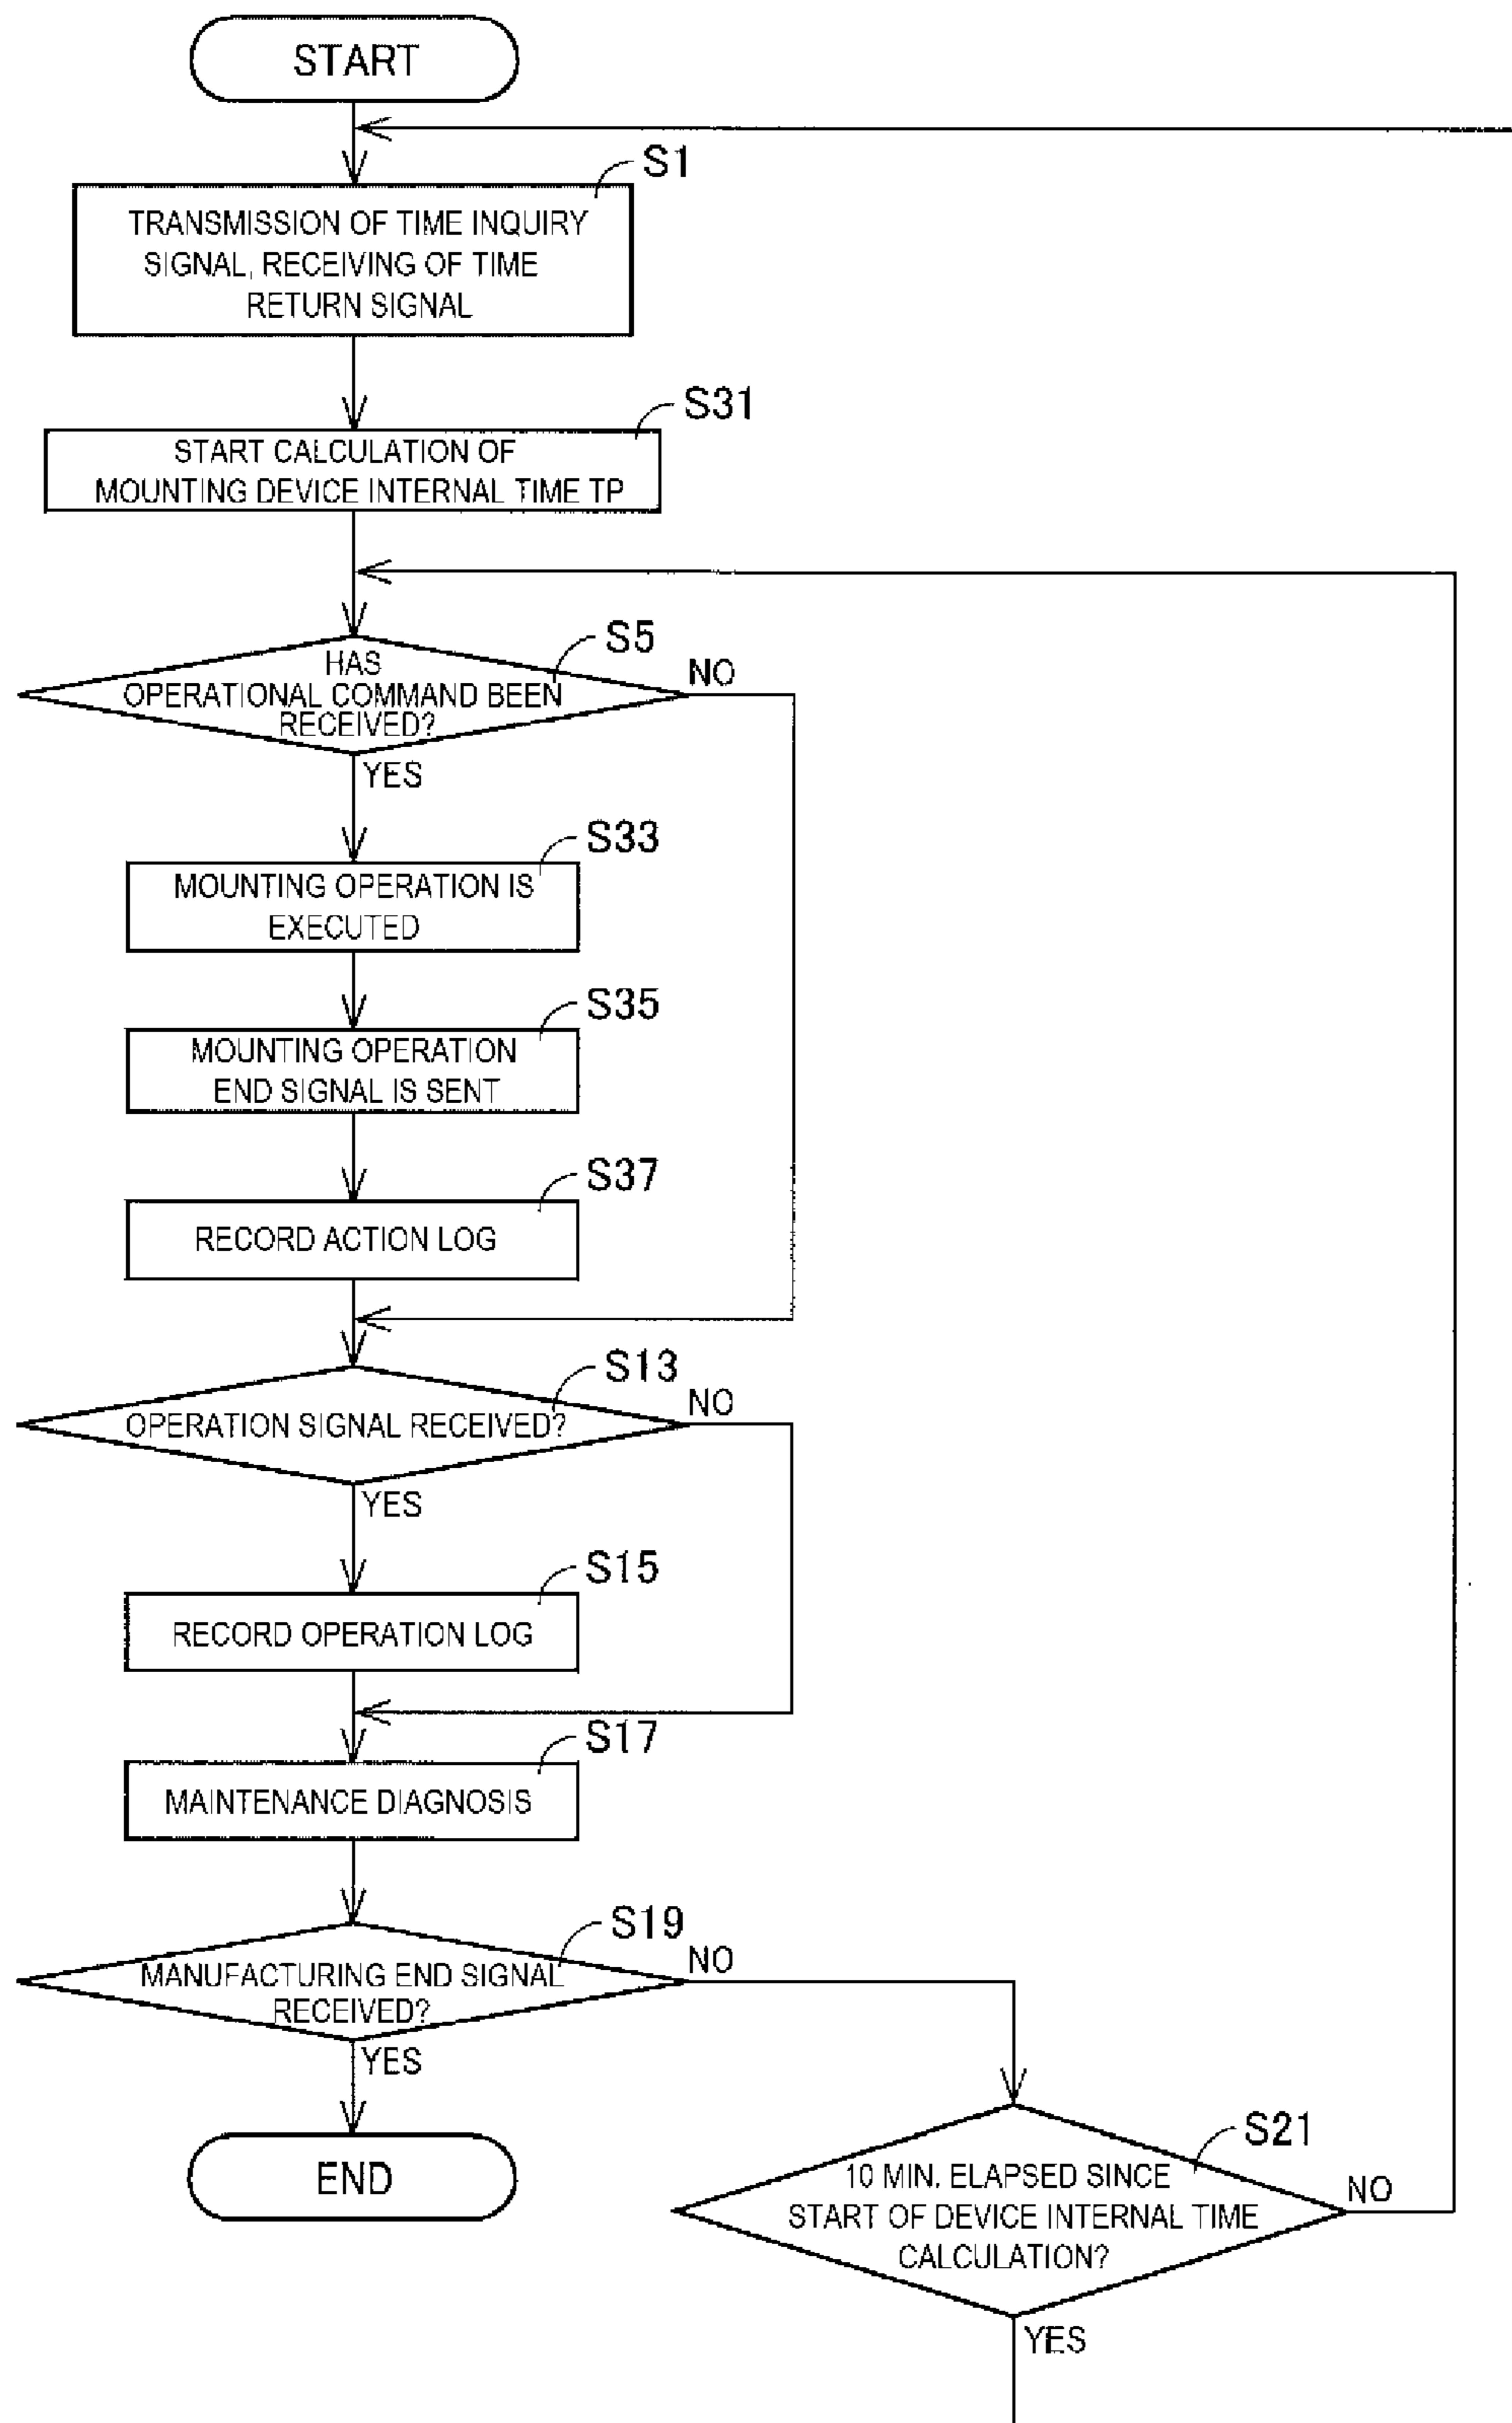 START
S1
TRANSMISSION OF TIME INQUIRY
SIGNAL, RECEIVING OF TIME
RETURN SIGNAL
S31
START CALCULATION OF
MOUNTING DEVICE INTERNAL TIME TP
S5
HAS
OPERATIONAL COMMAND BEEN
RECEIVED?
NO
YES
S33
MOUNTING OPERATION IS
EXECUTED
S35
MOUNTING OPERATION
END SIGNAL IS SENT
S37
RECORD ACTION LOG
S13
OPERATION SIGNAL RECEIVED?
NO
YES
S15
RECORD OPERATION LOG
S17
MAINTENANCE DIAGNOSIS
S19
MANUFACTURING END SIGNAL
RECEIVED?
NO
YES
END
S21
10 MIN. ELAPSED SINCE
START OF DEVICE INTERNAL TIME
CALCULATION?
NO
YES